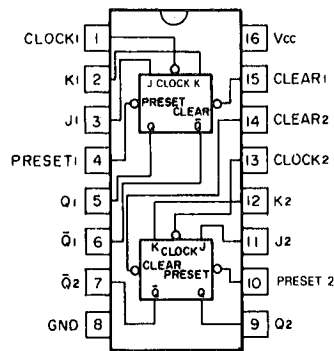 CLOCK1 1 16 Vcc
K1 2 J CLOCK K 15 CLEAR1
J1 3 PRESET CLEAR 14 CLEAR2
Q Q̄
PRESET1 4 13 CLOCK2
Q1 5 12 K2
Q̄1 6 K CLOCK J 11 J2
CLEAR PRESET
Q̄2 7 Q̄ Q 10 PRESET 2
GND 8 9 Q2